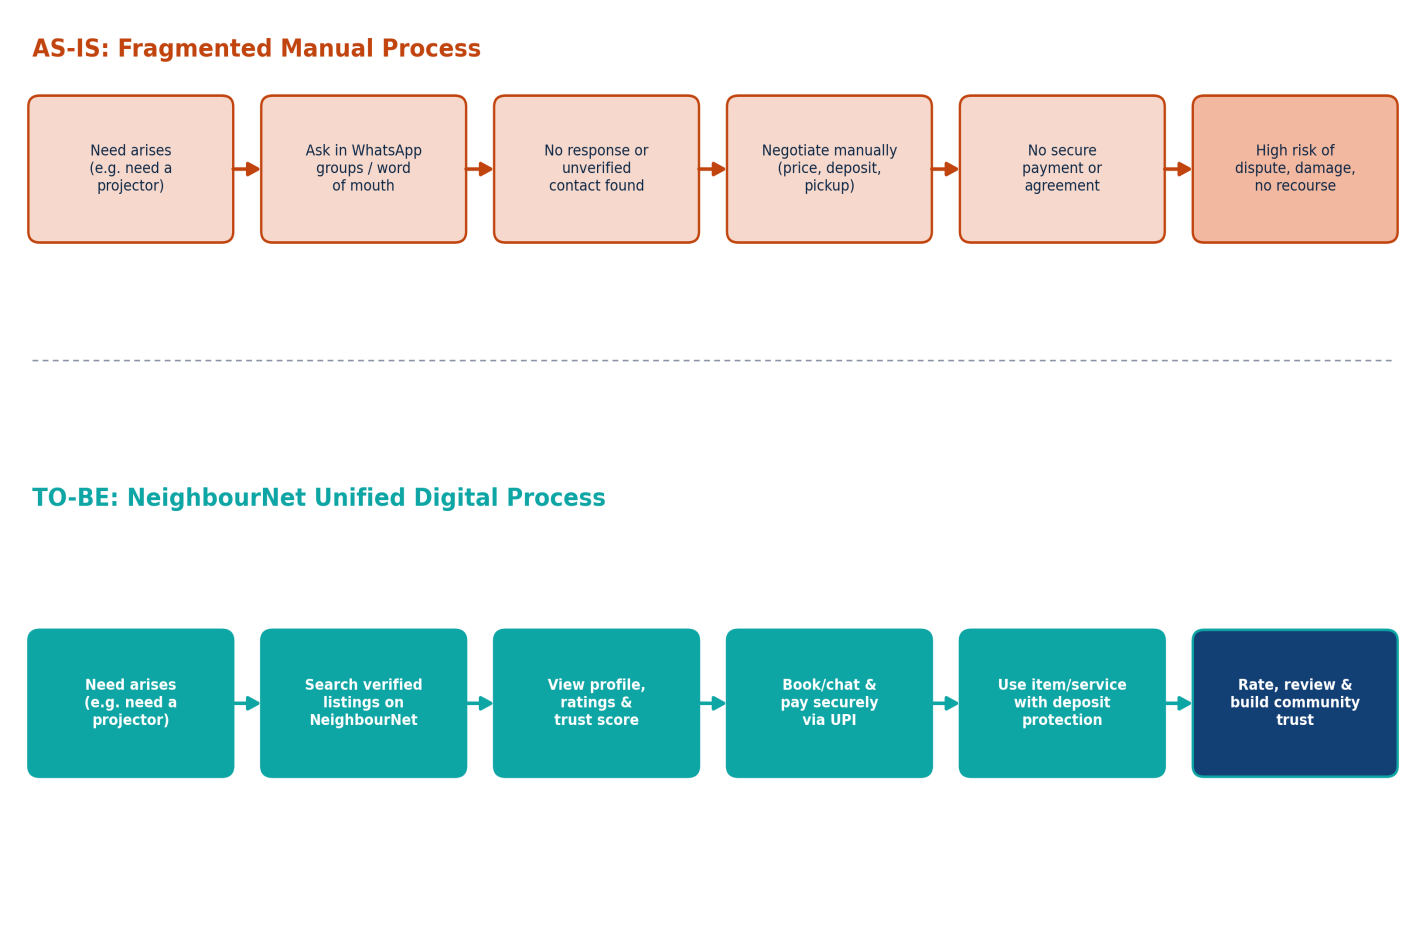 AS-IS: Fragmented Manual Process
Need arises
(e.g. need a
projector)
Ask in WhatsApp
groups / word
of mouth
No response or
unverified
contact found
Negotiate manually
(price, deposit,
pickup)
No secure
payment or
agreement
High risk of
dispute, damage,
no recourse
TO-BE: NeighbourNet Unified Digital Process
Need arises
(e.g. need a
projector)
Search verified
listings on
NeighbourNet
View profile,
ratings &
trust score
Book/chat &
pay securely
via UPI
Use item/service
with deposit
protection
Rate, review &
build community
trust